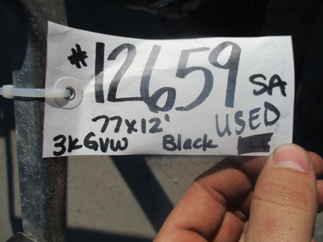 *12659 SA
77x12' USED
3K GVW Black